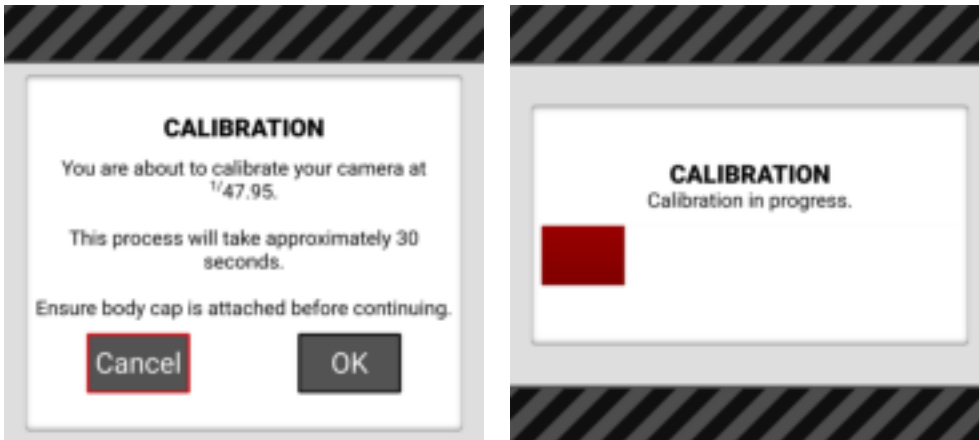 CALIBRATION
You are about to calibrate your camera at
1/47.95.
This process will take approximately 30
seconds.
Ensure body cap is attached before continuing.
Cancel
OK
CALIBRATION
Calibration in progress.